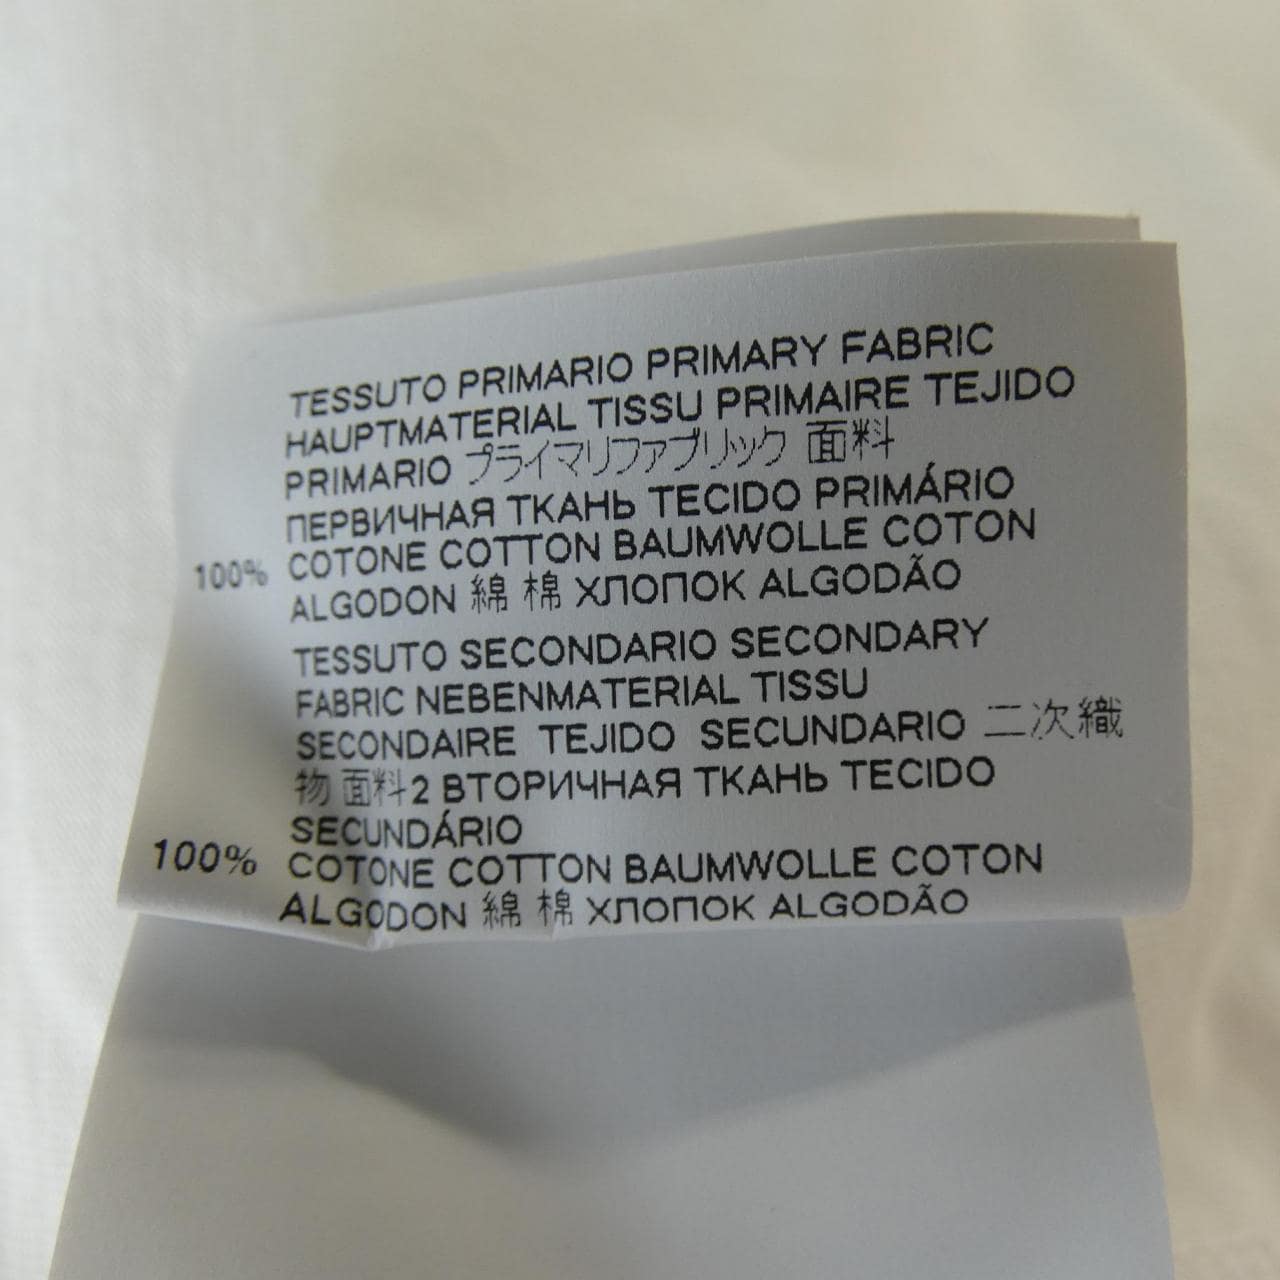 TESSUTO PRIMARIO PRIMARY FABRIC
HAUPTMATERIAL TISSU PRIMAIRE TEJIDO
PRIMARIO プライマリファブリック 面料
ПЕРВИЧНАЯ ТКАНЬ TECIDO PRIMÁRIO
100% COTONE COTTON BAUMWOLLE COTON
ALGODON 綿 棉 ХЛОПОК ALGODÃO
TESSUTO SECONDARIO SECONDARY
FABRIC NEBENMATERIAL TISSU
SECONDAIRE TEJIDO SECUNDARIO 二次織
物 面料2 ВТОРИЧНАЯ ТКАНЬ TECIDO
SECUNDÁRIO
100% COTONE COTTON BAUMWOLLE COTON
ALGODON 綿 棉 ХЛОПОК ALGODÃO